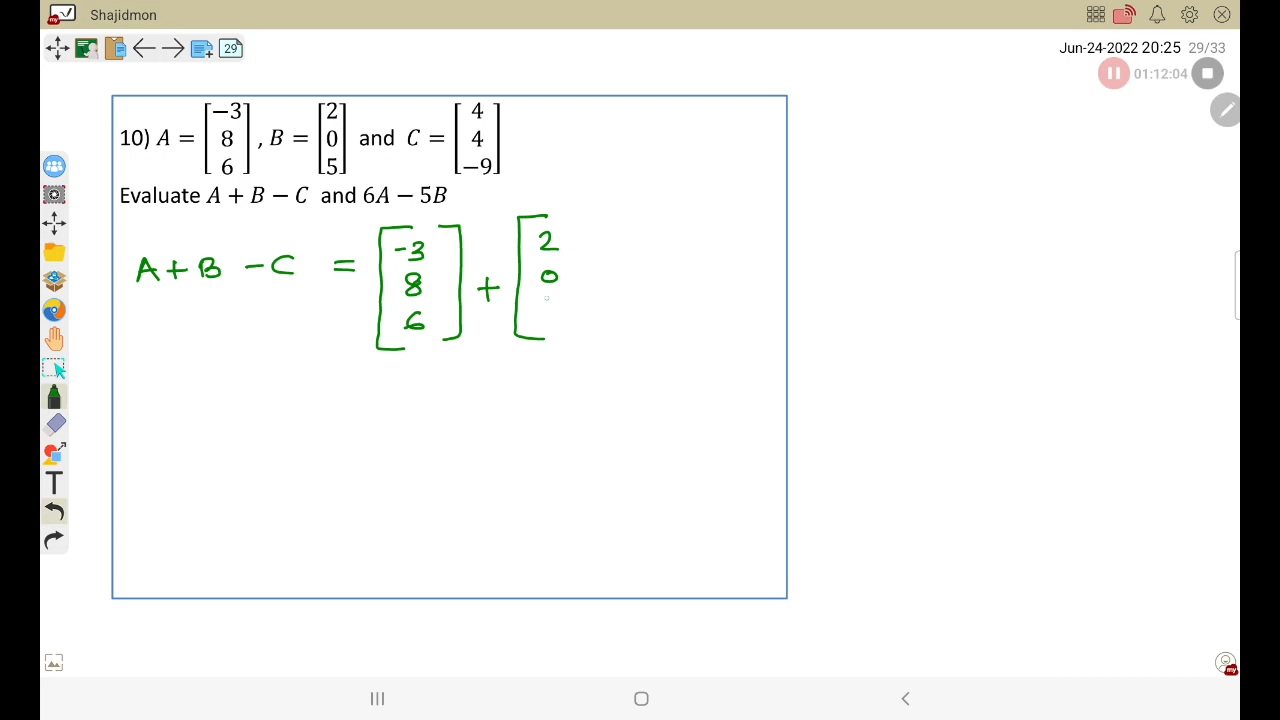 Shajidmon
Jun-24-2022 20:25 29/33
29
01:12:04
10) A = [−3 8 6], B = [2 0 5] and C = [4 4 −9]
Evaluate A + B − C and 6A − 5B
A+B -C = [-3 8 6] + [2 0
T